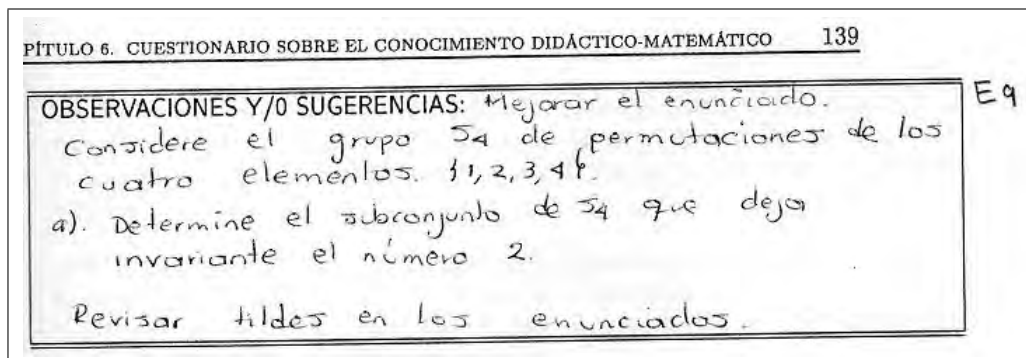 PÍTULO 6. CUESTIONARIO SOBRE EL CONOCIMIENTO DIDÁCTICO-MATEMÁTICO 139
OBSERVACIONES Y/O SUGERENCIAS: Mejorar el enunciado. E9
Considere el grupo S4 de permutaciones de los
cuatro elementos. {1, 2, 3, 4}.
a). Determine el subconjunto de S4 que deja
invariante el número 2.
Revisar tildes en los enunciados.